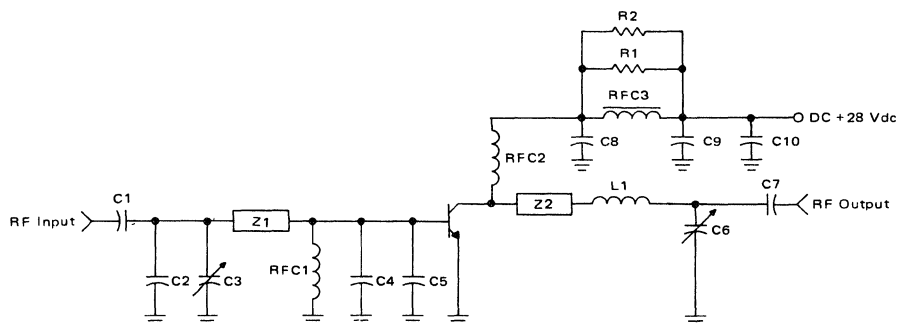 R2
R1
RFC3
DC +28 Vdc
C8
C9
C10
RFC2
C1
L1
C7
RF Input
Z1
Z2
RF Output
C6
C2
C3
RFC1
C4
C5